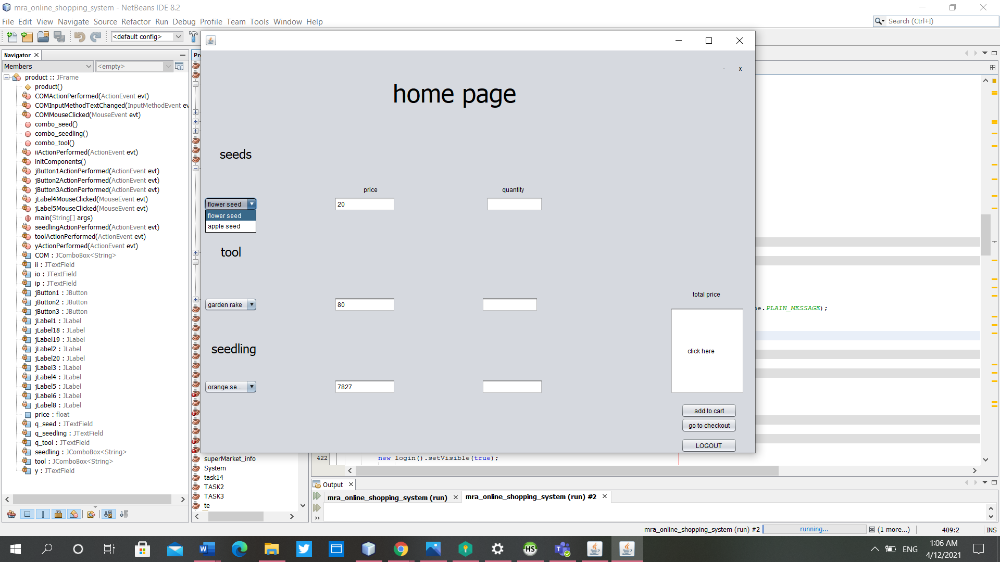 mra_online_shopping_system - NetBeans IDE 8.2
File Edit View Navigate Source Refactor Run Debug Profile Team Tools Window Help
Search (Ctrl+I)
<default config>
Navigator
Members
<empty>
product :: JFrame
product()
COMActionPerformed(ActionEvent evt)
COMInputMethodTextChanged(InputMethodEvent ev
COMMouseClicked(MouseEvent evt)
combo_seed()
combo_seedling()
combo_tool()
iiActionPerformed(ActionEvent evt)
initComponents()
jButton1ActionPerformed(ActionEvent evt)
jButton2ActionPerformed(ActionEvent evt)
jButton3ActionPerformed(ActionEvent evt)
jLabel4MouseClicked(MouseEvent evt)
jLabel5MouseClicked(MouseEvent evt)
main(String[] args)
seedlingActionPerformed(ActionEvent evt)
toolActionPerformed(ActionEvent evt)
yActionPerformed(ActionEvent evt)
COM : JComboBox<String>
ii : JTextField
io : JTextField
ip : JTextField
jButton1 : JButton
jButton2 : JButton
jButton3 : JButton
jLabel1 : JLabel
jLabel18 : JLabel
jLabel19 : JLabel
jLabel2 : JLabel
jLabel20 : JLabel
jLabel3 : JLabel
jLabel4 : JLabel
jLabel5 : JLabel
jLabel6 : JLabel
jLabel8 : JLabel
price : float
q_seed : JTextField
q_seedling : JTextField
q_tool : JTextField
seedling : JComboBox<String>
tool : JComboBox<String>
y : JTextField
Pr
superMarket_info
System
task14
TASK2
TASK3
te
- x
home page
seeds
price quantity
flower seed 20
flower seed
apple seed
tool
garden rake 80
seedling
orange se... 7827
total price
click here
add to cart
go to checkout
LOGOUT
ne.PLAIN_MESSAGE);
422 new login().setVisible(true);
Output
mra_online_shopping_system (run)
mra_online_shopping_system (run) #2
mra_online_shopping_system (run) #2 running... (1 more...) 409:2 INS
HS
ENG
1:06 AM
4/12/2021